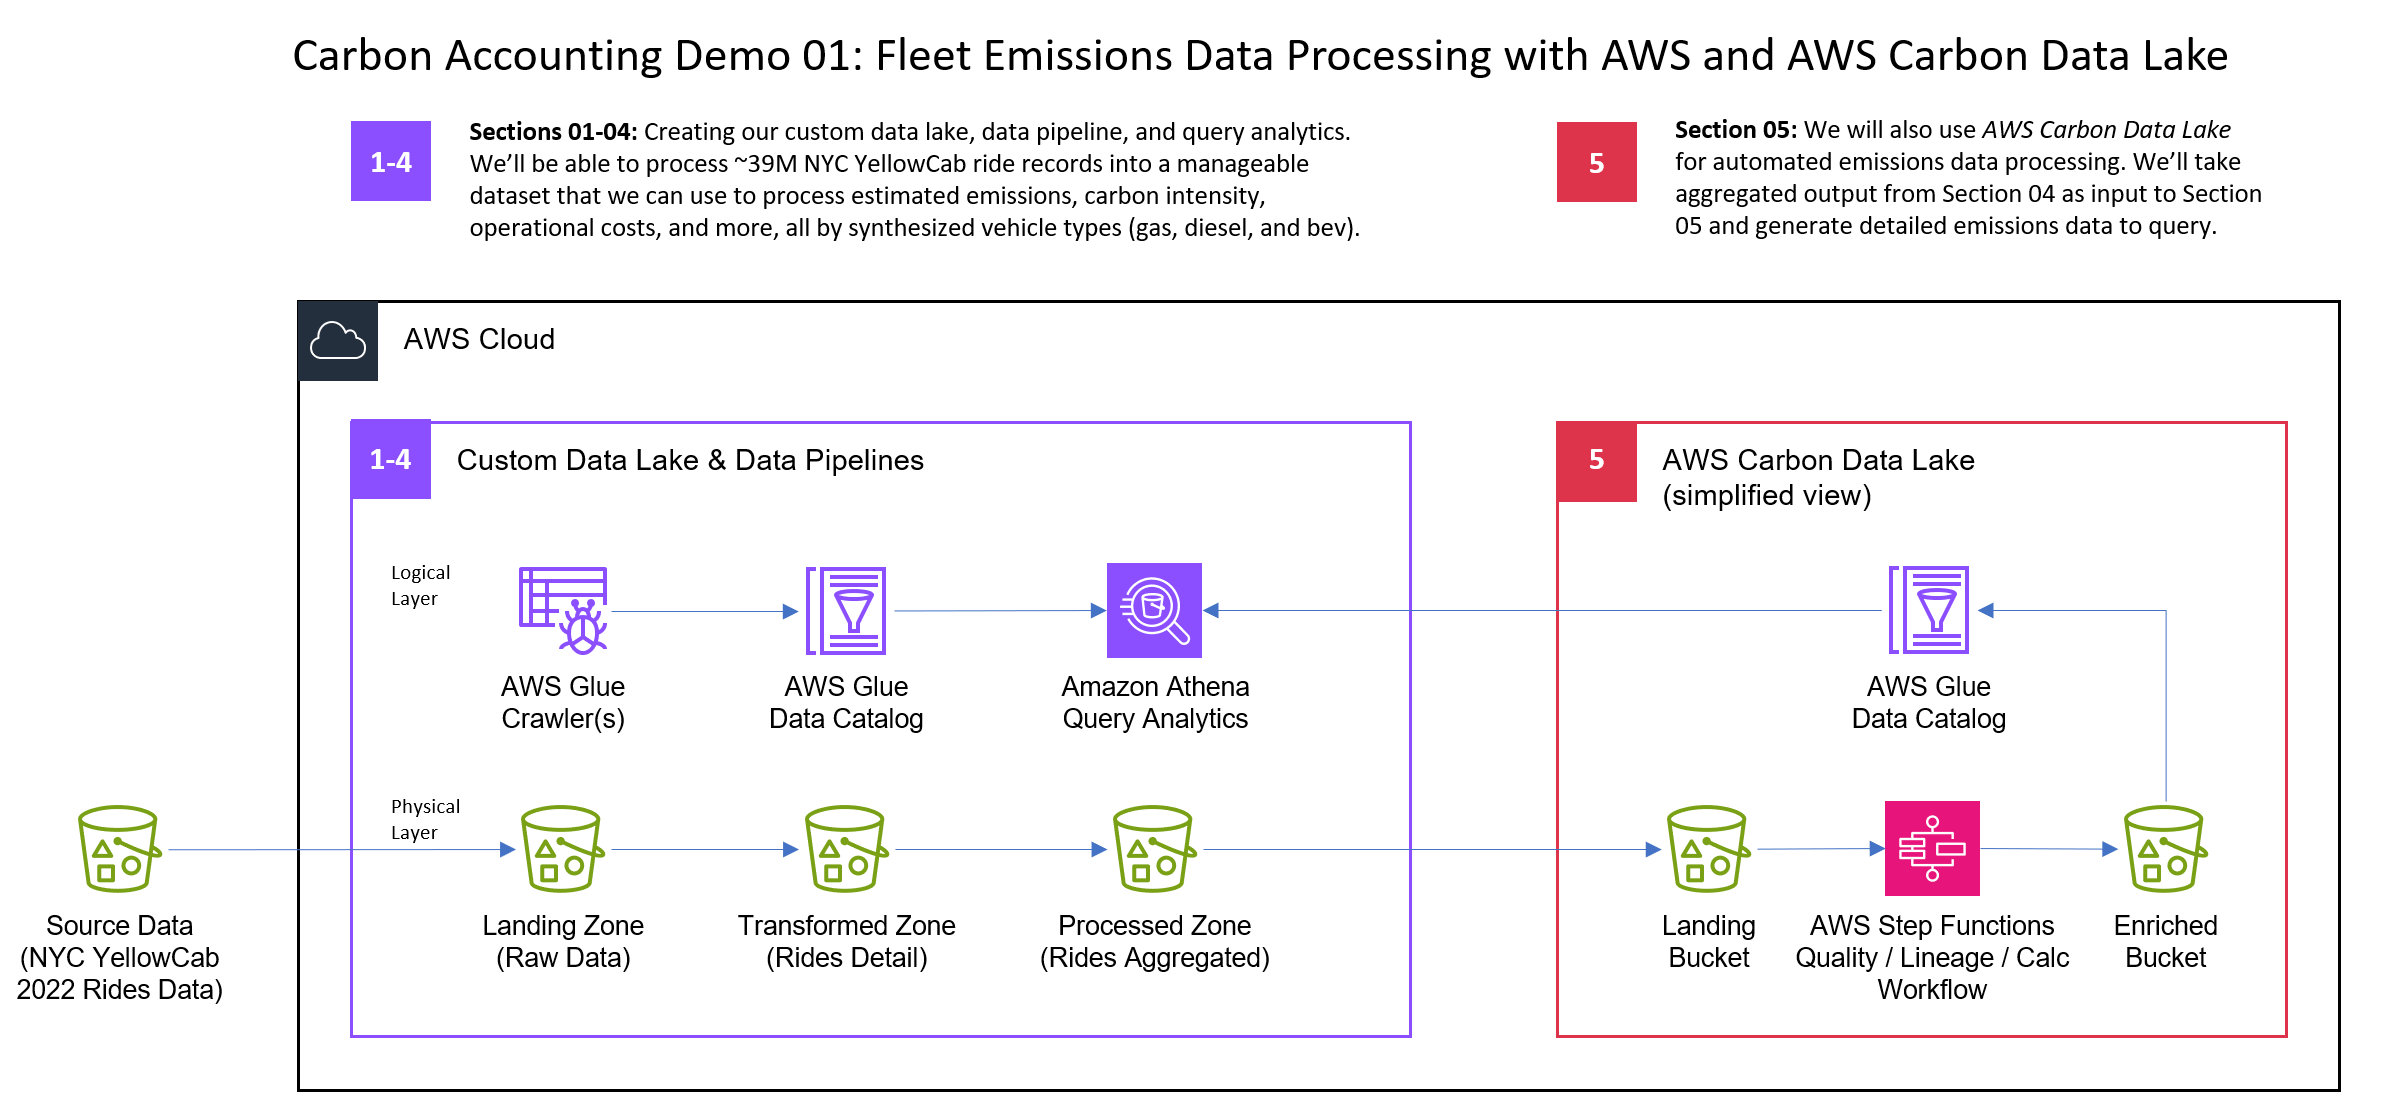 Carbon Accounting Demo 01: Fleet Emissions Data Processing with AWS and AWS Carbon Data Lake
1-4
Sections 01-04: Creating our custom data lake, data pipeline, and query analytics.
We’ll be able to process ~39M NYC YellowCab ride records into a manageable
dataset that we can use to process estimated emissions, carbon intensity,
operational costs, and more, all by synthesized vehicle types (gas, diesel, and bev).
5
Section 05: We will also use AWS Carbon Data Lake
for automated emissions data processing. We’ll take
aggregated output from Section 04 as input to Section
05 and generate detailed emissions data to query.
AWS Cloud
1-4
Custom Data Lake & Data Pipelines
Logical
Layer
AWS Glue
Crawler(s)
AWS Glue
Data Catalog
Amazon Athena
Query Analytics
Physical
Layer
Source Data
(NYC YellowCab
2022 Rides Data)
Landing Zone
(Raw Data)
Transformed Zone
(Rides Detail)
Processed Zone
(Rides Aggregated)
5
AWS Carbon Data Lake
(simplified view)
AWS Glue
Data Catalog
Landing
Bucket
AWS Step Functions
Quality / Lineage / Calc
Workflow
Enriched
Bucket